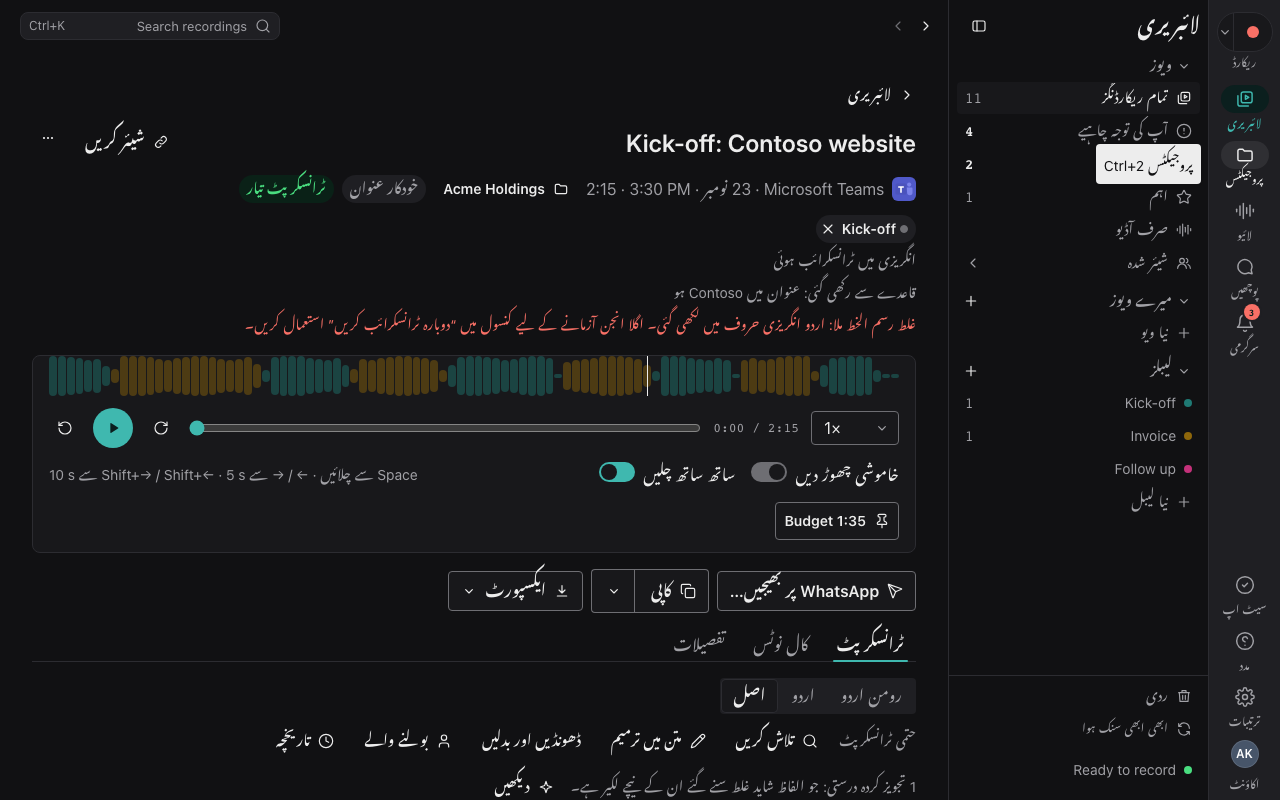 ریکارڈ
لائبریری
پروجیکٹس
لائیو
پوچھیں
3
سرگرمی
سیٹ اپ
مدد
ترتیبات
AK
اکاؤنٹ
لائبریری
ویوز
تمام ریکارڈنگز 11
آپ کی توجہ چاہیے 4
پروجیکٹس Ctrl+2
2
اہم 1
صرف آڈیو
شیئر شدہ
میرے ویوز
نیا ویو
لیبلز
Kick-off 1
Invoice 1
Follow up
نیا لیبل
ردی
ابھی ابھی سنک ہوا
Ready to record
Search recordings Ctrl+K
لائبریری
Kick-off: Contoso website
شیئر کریں
Microsoft Teams · 23 نومبر · 3:30 PM · 2:15
Acme Holdings
خودکار عنوان
ٹرانسکرپٹ تیار
Kick-off
انگریزی میں ٹرانسکرائب ہوئی
قاعدے سے رکھی گئی: عنوان میں Contoso ہو
غلط رسم الخط ملا: اردو انگریزی حروف میں لکھی گئی۔ اگلا انجن آزمانے کے لیے کنسول میں "دوبارہ ٹرانسکرائب کریں" استعمال کریں۔
0:00 / 2:15
1×
خاموشی چھوڑ دیں
ساتھ ساتھ چلیں
Space سے چلائیں · ← / → سے 5 s · Shift+← / Shift+→ سے 10 s
Budget 1:35
WhatsApp پر بھیجیں...
کاپی
ایکسپورٹ
ٹرانسکرپٹ
کال نوٹس
تفصیلات
رومن اردو
اردو
اصل
حتمی ٹرانسکرپٹ
تلاش کریں
متن میں ترمیم
ڈھونڈیں اور بدلیں
بولنے والے
تاریخچہ
1 تجویز کردہ درستی: جو الفاظ شاید غلط سنے گئے ان کے نیچے لکیر ہے۔ دیکھیں